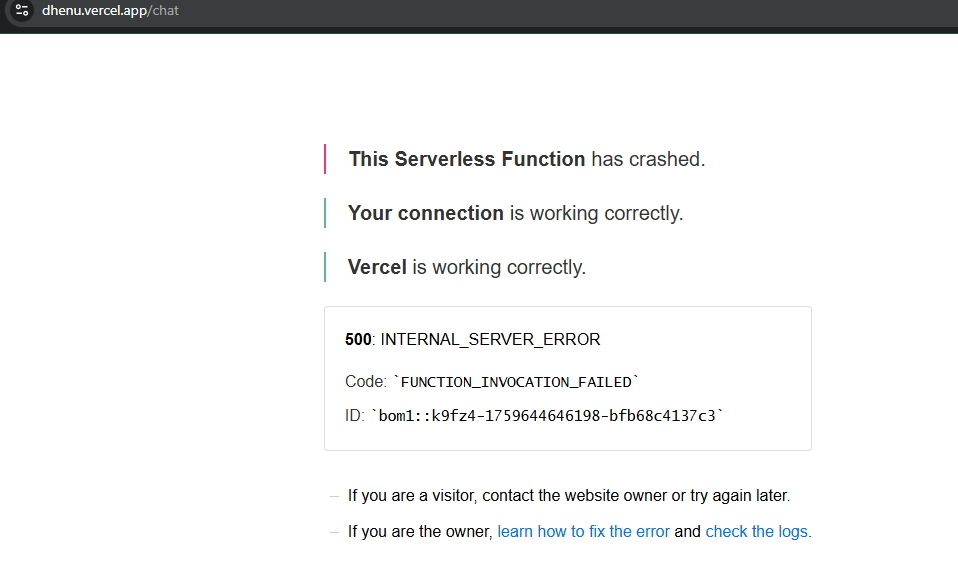 dhenu.vercel.app/chat
This Serverless Function has crashed.
Your connection is working correctly.
Vercel is working correctly.
500: INTERNAL_SERVER_ERROR
Code: `FUNCTION_INVOCATION_FAILED`
ID: `bom1::k9fz4-1759644646198-bfb68c4137c3`
— If you are a visitor, contact the website owner or try again later.
— If you are the owner, learn how to fix the error and check the logs.